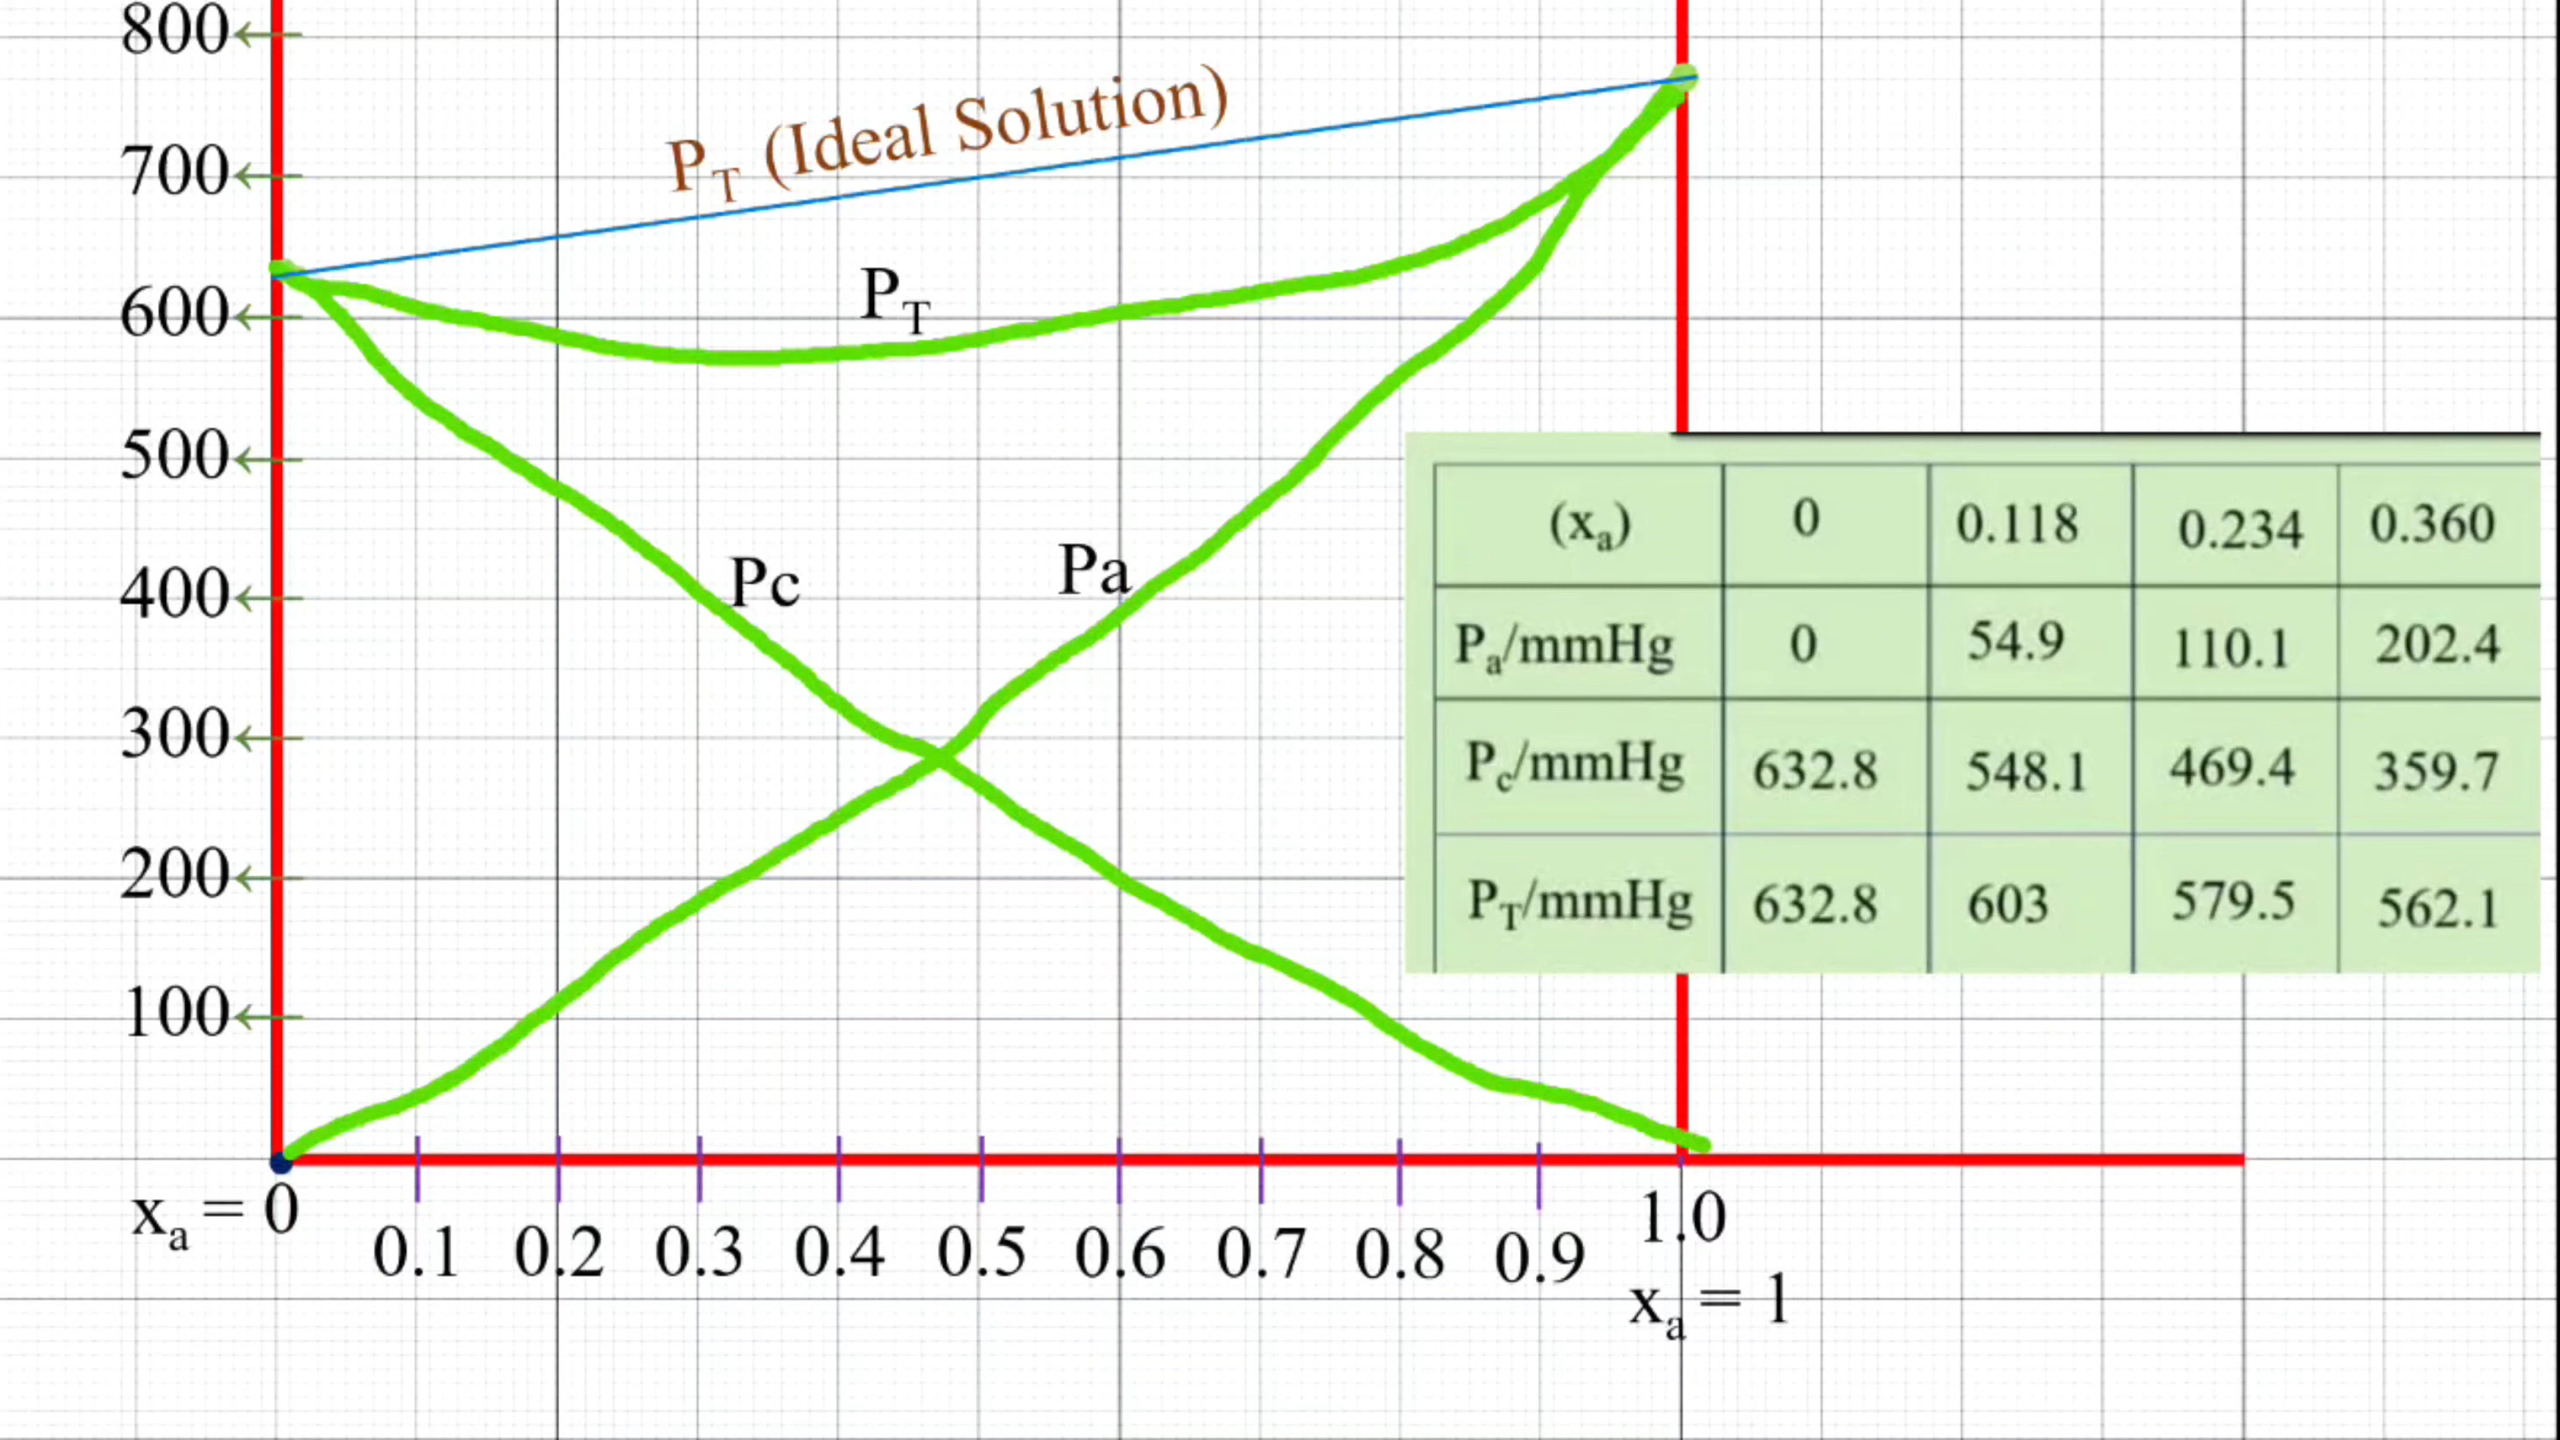 800
P_T (Ideal Solution)
700
600
P_T
500
400
Pc
Pa
300
200
100
x_a = 0
0.1 0.2 0.3 0.4 0.5 0.6 0.7 0.8 0.9 1.0
x_a = 1
(x_a) 0 0.118 0.234 0.360
P_a/mmHg 0 54.9 110.1 202.4
P_c/mmHg 632.8 548.1 469.4 359.7
P_T/mmHg 632.8 603 579.5 562.1